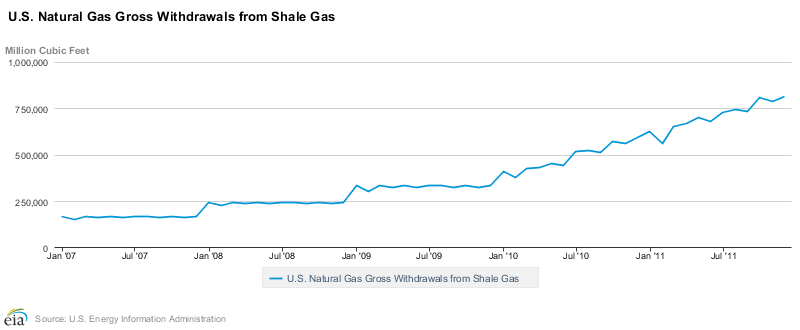 U.S. Natural Gas Gross Withdrawals from Shale Gas
Million Cubic Feet
1,000,000
750,000
500,000
250,000
0
Jan '07 Jul '07 Jan '08 Jul '08 Jan '09 Jul '09 Jan '10 Jul '10 Jan '11 Jul '11
U.S. Natural Gas Gross Withdrawals from Shale Gas
eia Source: U.S. Energy Information Administration